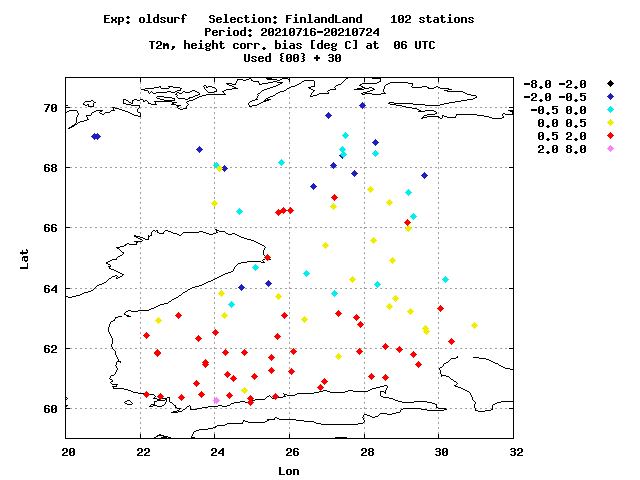 Exp: oldsurf   Selection: FinlandLand    102 stations
Period: 20210716-20210724
T2m, height corr. bias [deg C] at  06 UTC
Used {00} + 30
-8.0 -2.0
-2.0 -0.5
-0.5 0.0
0.0 0.5
0.5 2.0
2.0 8.0
70
68
66
64
62
60
Lat
20 22 24 26 28 30 32
Lon